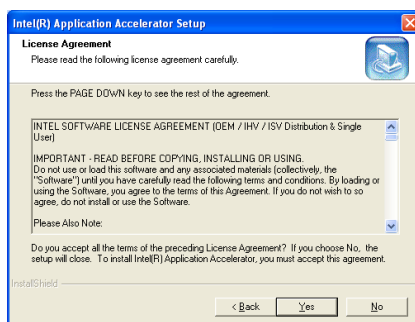 Intel(R) Application Accelerator Setup
License Agreement
Please read the following license agreement carefully.
Press the PAGE DOWN key to see the rest of the agreement.
INTEL SOFTWARE LICENSE AGREEMENT (OEM / IHV / ISV Distribution & Single
User)
IMPORTANT - READ BEFORE COPYING, INSTALLING OR USING.
Do not use or load this software and any associated materials (collectively, the
"Software") until you have carefully read the following terms and conditions. By loading or
using the Software, you agree to the terms of this Agreement. If you do not wish to so
agree, do not install or use the Software.
Please Also Note:
Do you accept all the terms of the preceding License Agreement? If you choose No, the
setup will close. To install Intel(R) Application Accelerator, you must accept this agreement.
InstallShield
< Back
Yes
No